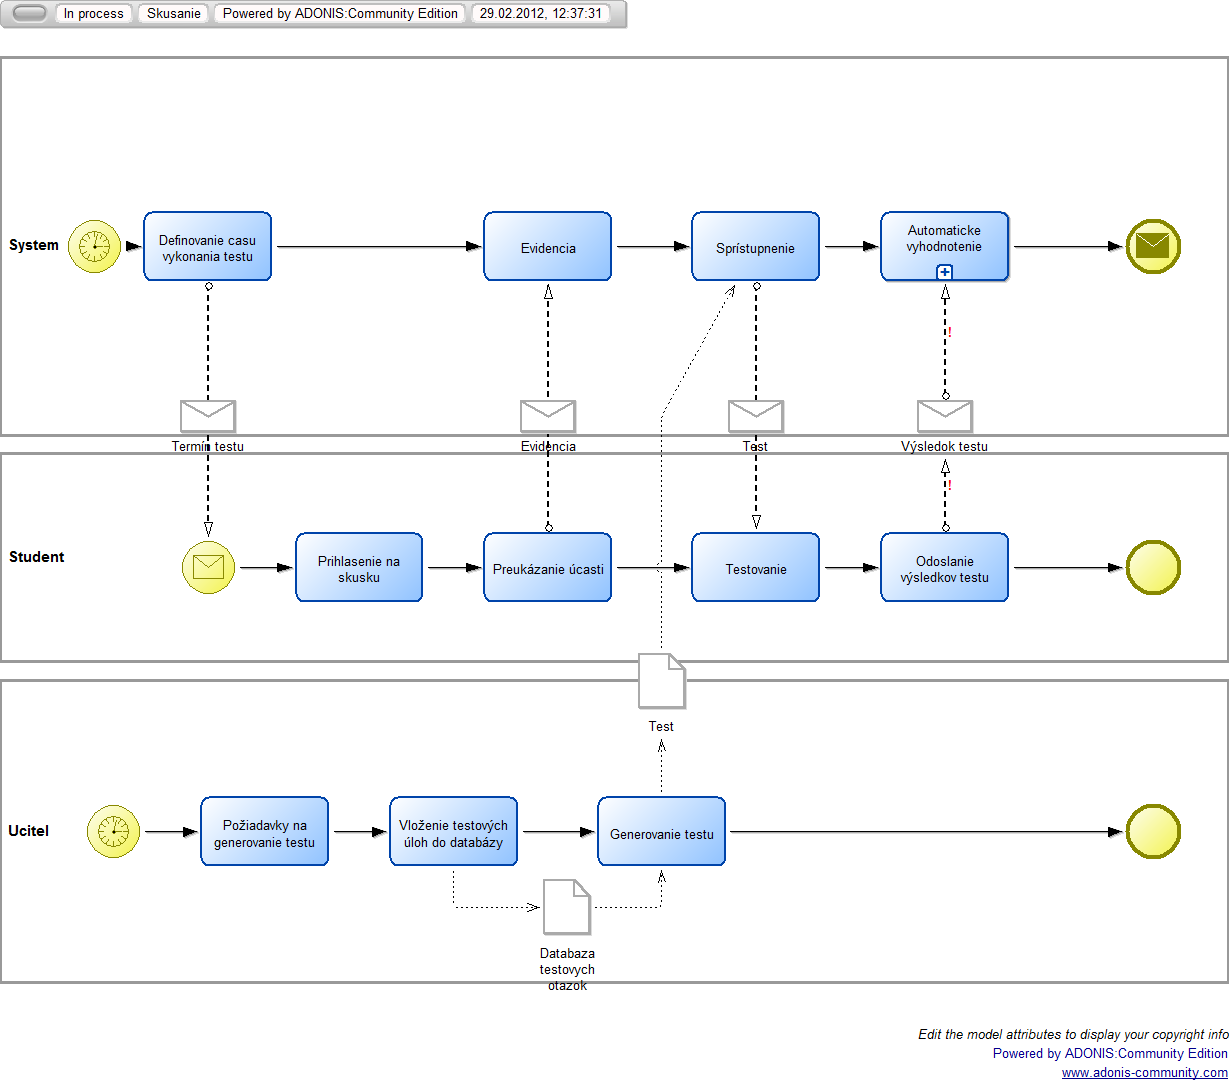 In process Skusanie Powered by ADONIS:Community Edition 29.02.2012, 12:37:31
System
Definovanie casu
vykonania testu
Evidencia
Sprístupnenie
Automaticke
vyhodnotenie
!
Termín testu
Evidencia
Test
Výsledok testu
!
Student
Prihlasenie na
skusku
Preukázanie úcasti
Testovanie
Odoslanie
výsledkov testu
Test
Ucitel
Požiadavky na
generovanie testu
Vloženie testových
úloh do databázy
Generovanie testu
Databaza
testovych
otazok
Edit the model attributes to display your copyright info
Powered by ADONIS:Community Edition
www.adonis-community.com